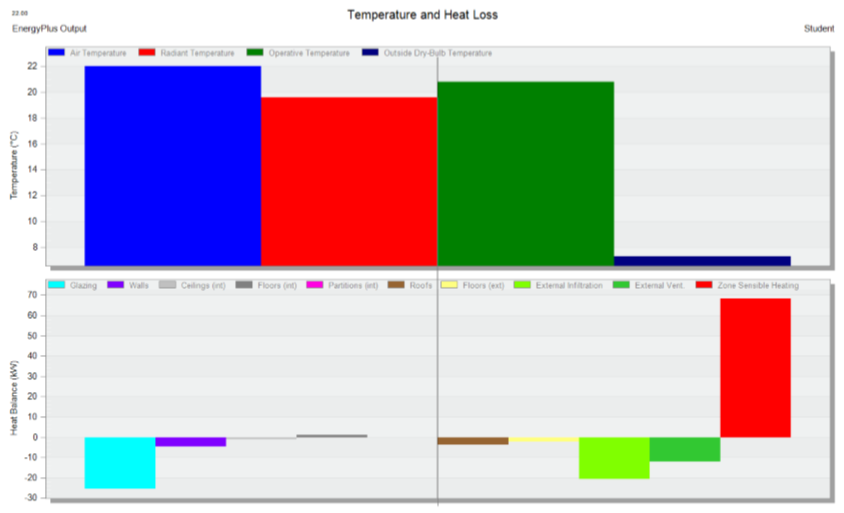 22.00
Temperature and Heat Loss
EnergyPlus Output
Student
Air Temperature
Radiant Temperature
Operative Temperature
Outside Dry-Bulb Temperature
22
20
18
16
14
12
10
8
Temperature (°C)
Glazing
Walls
Ceilings (int)
Floors (int)
Partitions (int)
Roofs
Floors (ext)
External Infiltration
External Vent.
Zone Sensible Heating
70
60
50
40
30
20
10
0
-10
-20
-30
Heat Balance (kW)